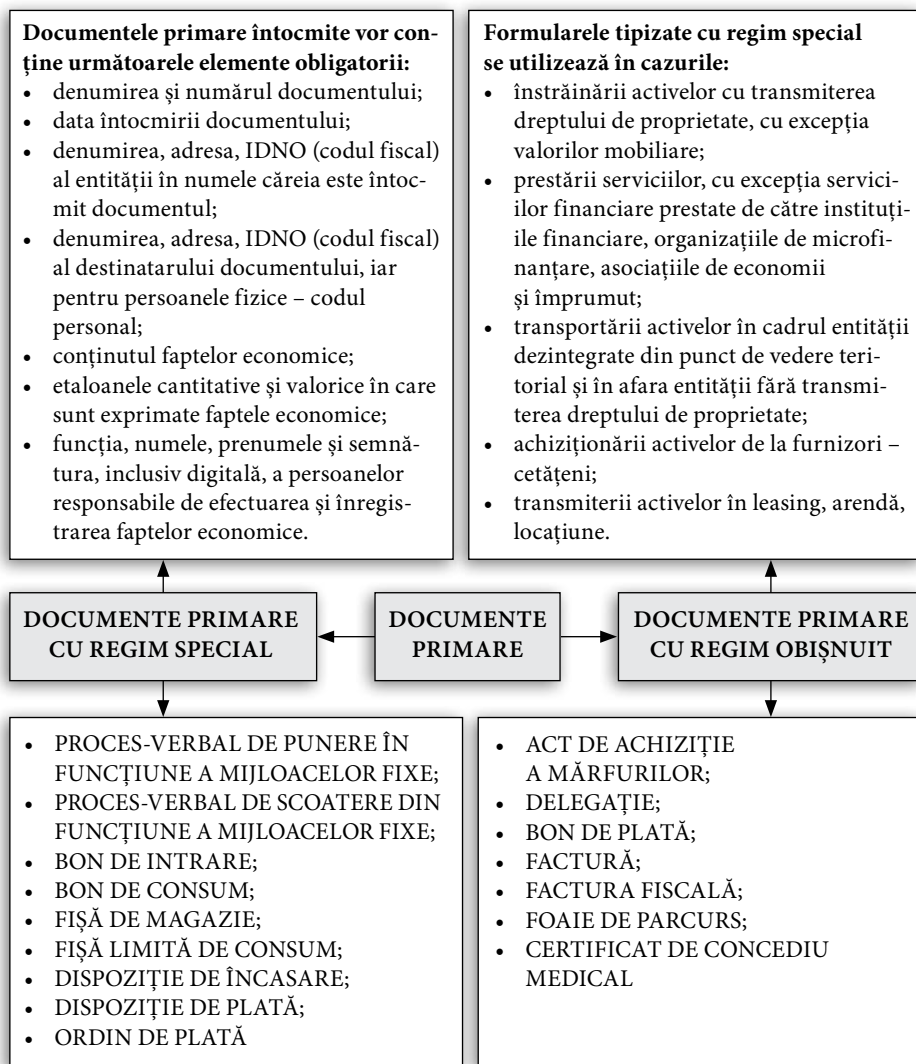 Documentele primare întocmite vor con-
ține următoarele elemente obligatorii:
• denumirea și numărul documentului;
• data întocmirii documentului;
• denumirea, adresa, IDNO (codul fiscal)
al entității în numele căreia este întoc-
mit documentul;
• denumirea, adresa, IDNO (codul fiscal)
al destinatarului documentului, iar
pentru persoanele fizice – codul
personal;
• conținutul faptelor economice;
• etaloanele cantitative și valorice în care
sunt exprimate faptele economice;
• funcția, numele, prenumele și semnă-
tura, inclusiv digitală, a persoanelor
responsabile de efectuarea și înregis-
trarea faptelor economice.
Formularele tipizate cu regim special
se utilizează în cazurile:
• înstrăinării activelor cu transmiterea
dreptului de proprietate, cu excepția
valorilor mobiliare;
• prestării serviciilor, cu excepția servici-
ilor financiare prestate de către instituți-
ile financiare, organizațiile de microfi-
nanțare, asociațiile de economii
și împrumut;
• transportării activelor în cadrul entității
dezintegrate din punct de vedere teri-
torial și în afara entității fără transmi-
terea dreptului de proprietate;
• achiziționării activelor de la furnizori –
cetățeni;
• transmiterii activelor în leasing, arendă,
locațiune.
DOCUMENTE PRIMARE
CU REGIM SPECIAL
DOCUMENTE
PRIMARE
DOCUMENTE PRIMARE
CU REGIM OBIȘNUIT
• PROCES-VERBAL DE PUNERE ÎN
FUNCȚIUNE A MIJLOACELOR FIXE;
• PROCES-VERBAL DE SCOATERE DIN
FUNCȚIUNE A MIJLOACELOR FIXE;
• BON DE INTRARE;
• BON DE CONSUM;
• FIȘĂ DE MAGAZIE;
• FIȘĂ LIMITĂ DE CONSUM;
• DISPOZIȚIE DE ÎNCASARE;
• DISPOZIȚIE DE PLATĂ;
• ORDIN DE PLATĂ
• ACT DE ACHIZIȚIE
A MĂRFURILOR;
• DELEGAȚIE;
• BON DE PLATĂ;
• FACTURĂ;
• FACTURA FISCALĂ;
• FOAIE DE PARCURS;
• CERTIFICAT DE CONCEDIU
MEDICAL